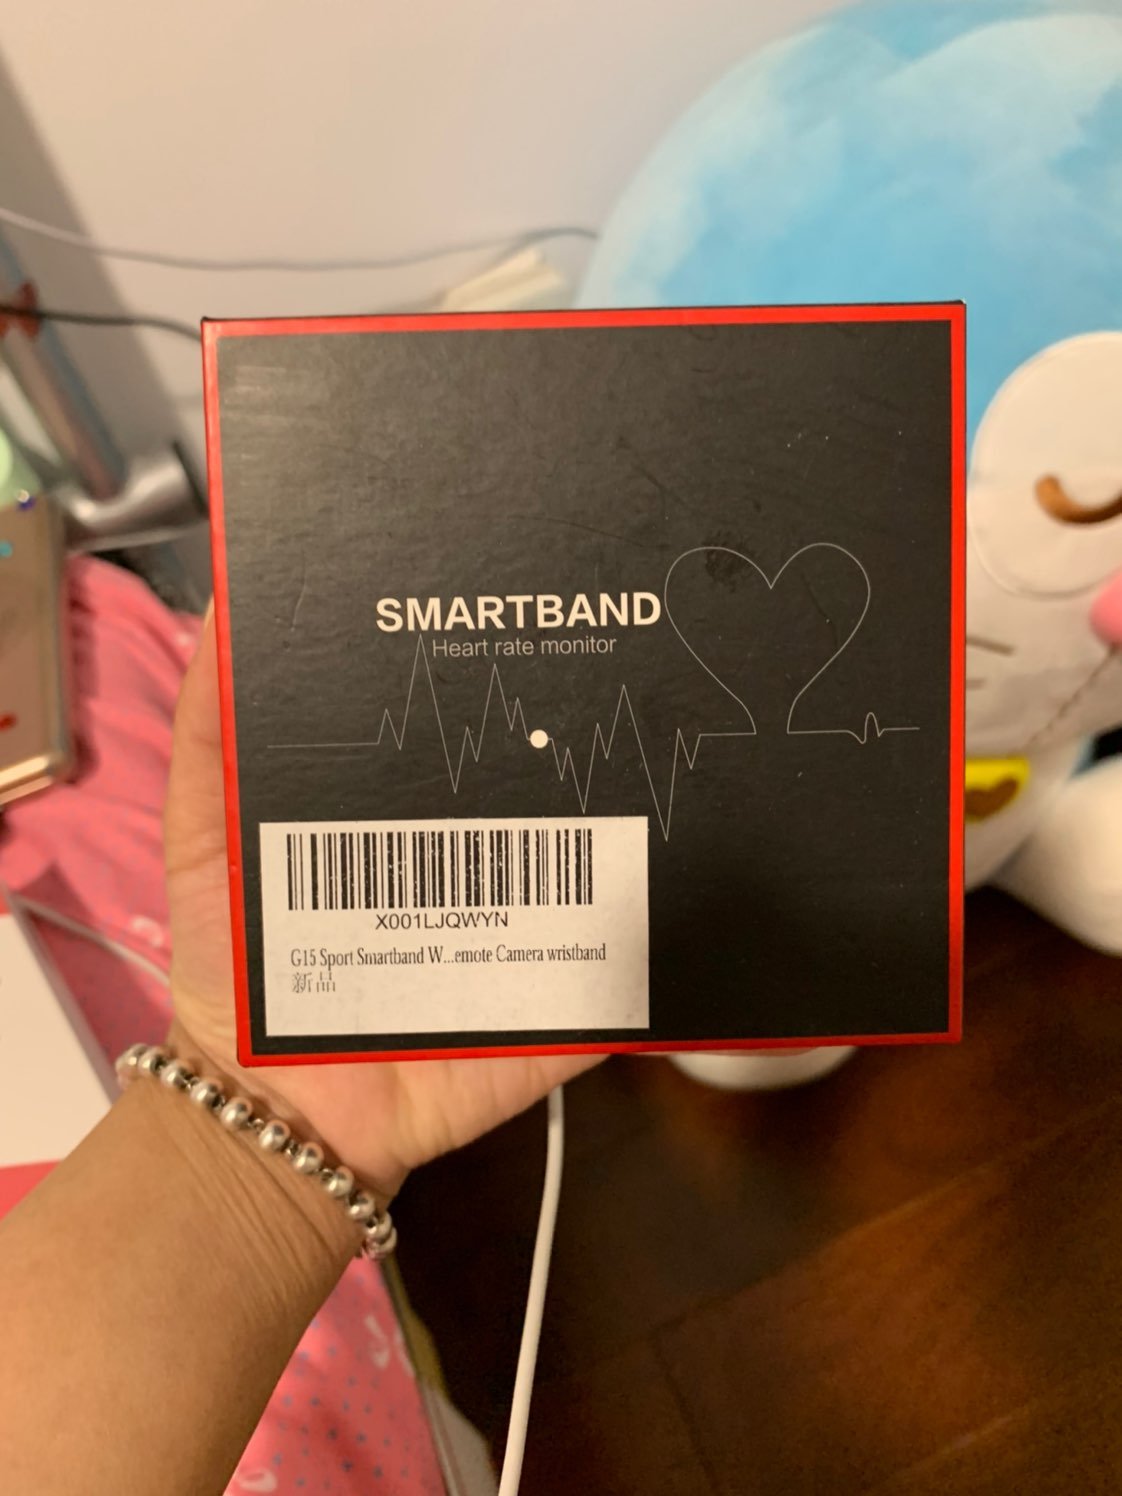 SMARTBAND
Heart rate monitor
X001LJQWYN
G15 Sport Smartband W...emote Camera wristband
新品